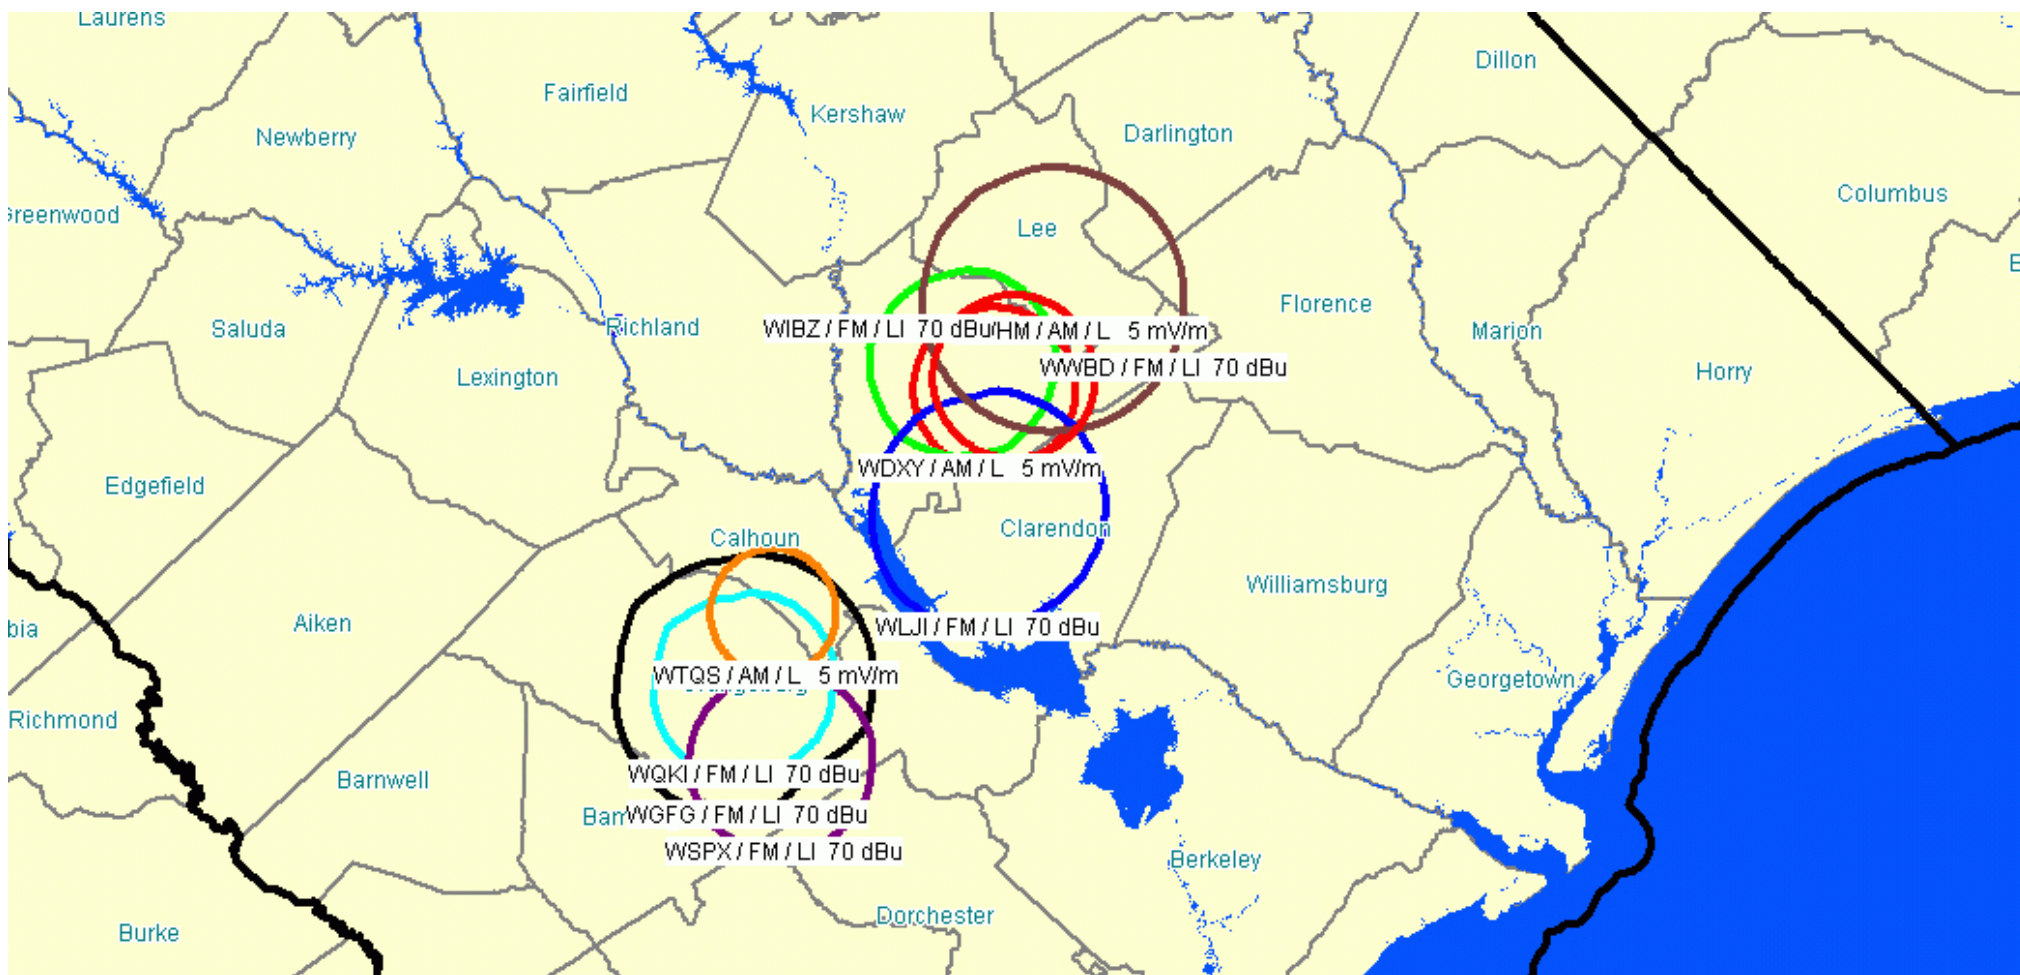 Laurens
Dillon
Fairfield
Kershaw
Newberry
Darlington
Columbus
Greenwood
Lee
Florence
Saluda
Richland
WIBZ / FM / LI 70 dBu/HM / AM / L 5 mV/m
Marion
WWBD / FM / LI 70 dBu
Lexington
Horry
WDXY / AM / L 5 mV/m
Edgefield
Clarendon
Calhoun
Williamsburg
Aiken
bia
WLJI / FM / LI 70 dBu
WTQS / AM / L 5 mV/m
Georgetown
Richmond
WQKI / FM / LI 70 dBu
Barnwell
Bam
WGFG / FM / LI 70 dBu
WSPX / FM / LI 70 dBu
Berkeley
Dorchester
Burke